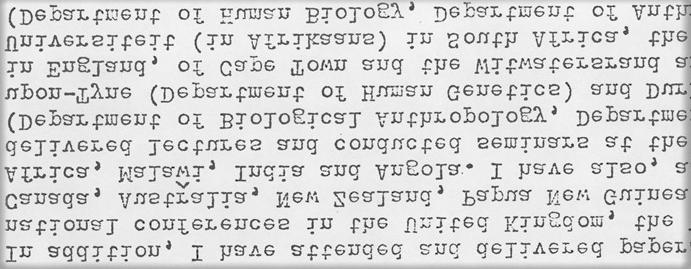 In addition, I have attended and delivered paper
national conferences in the United Kingdom, the
Canada, Australia, New Zealand, Papua New Guinea
Africa, Malawi, India and Angola. I have also, a
delivered lectures and conducted seminars at the
(Department of Biological Anthropology, Departme
upon-Tyne (Department of Human Genetics) and Dur
in England, of Cape Town and the Witwatersrand a
Universiteit (in Afrikaans) in South Africa, the
(Department of Human Biology, Department of Anth